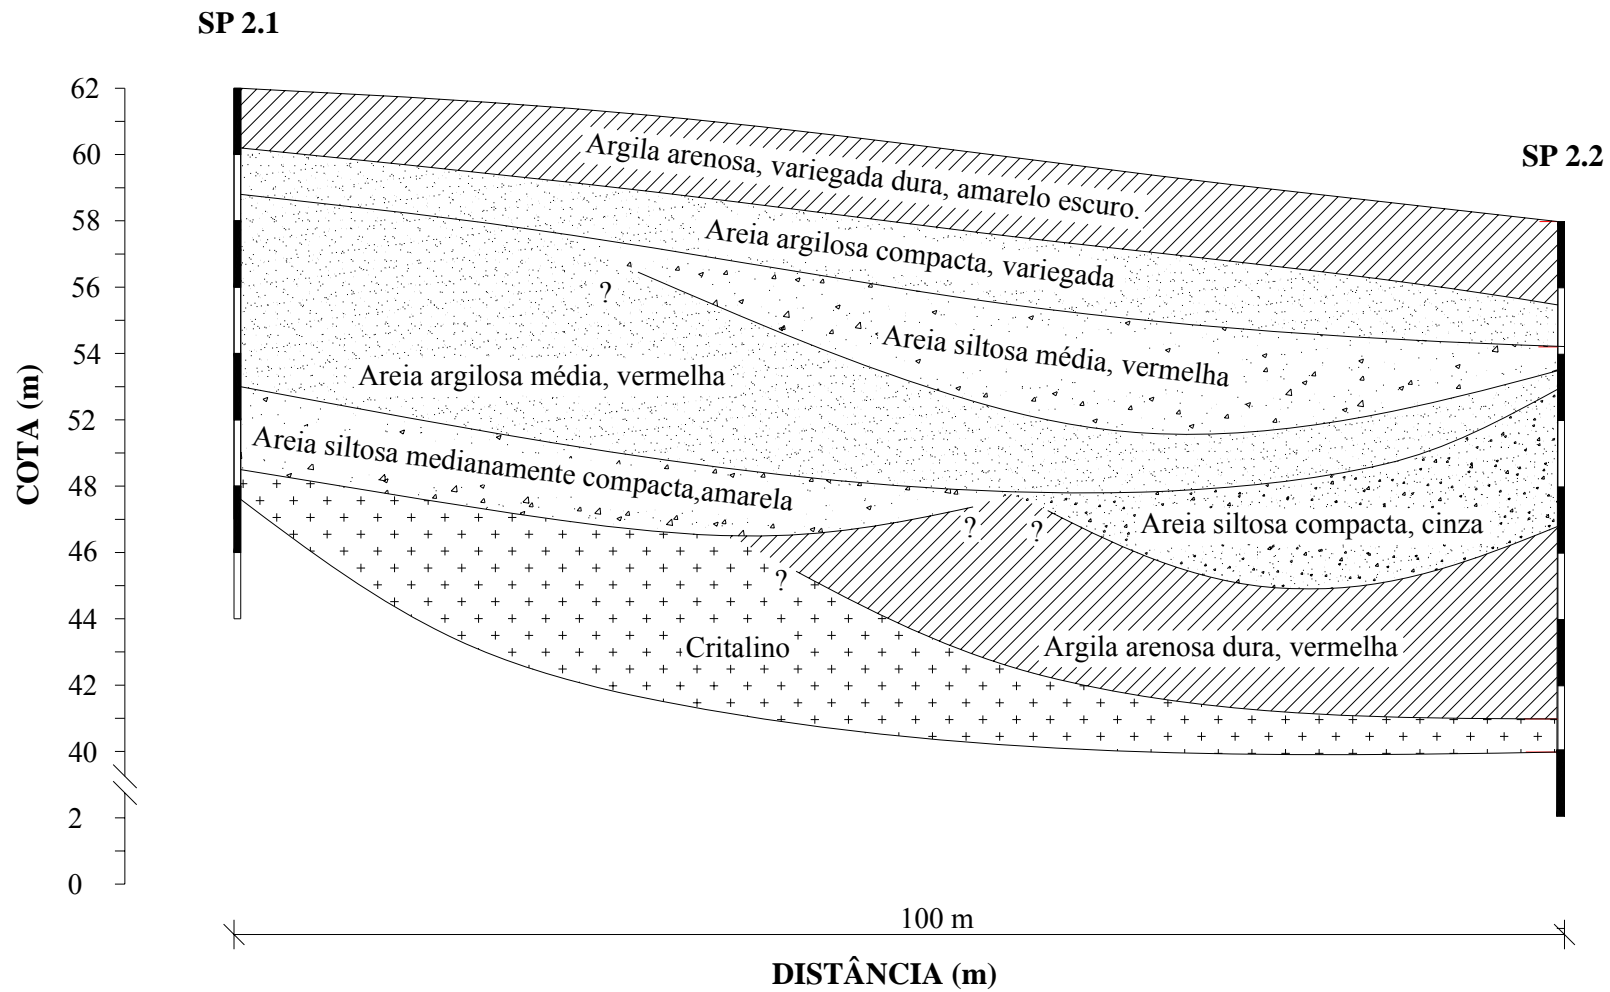 SP 2.1
62
60
SP 2.2
58
56
54
52
50
48
46
44
42
40
2
0
COTA (m)
Argila arenosa, variegada dura, amarelo escuro.
Areia argilosa compacta, variegada
?
Areia siltosa média, vermelha
Areia argilosa média, vermelha
Areia siltosa medianamente compacta,amarela
?
?
Areia siltosa compacta, cinza
?
Critalino
Argila arenosa dura, vermelha
100 m
DISTÂNCIA (m)